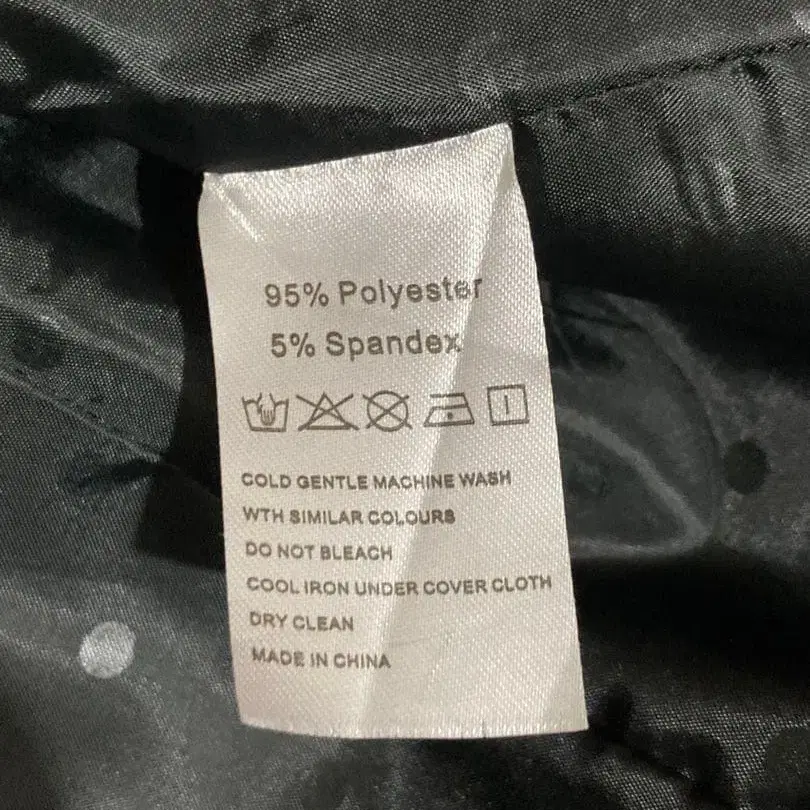 95% Polyester
5% Spandex
COLD GENTLE MACHINE WASH
WTH SIMILAR COLOURS
DO NOT BLEACH
COOL IRON UNDER COVER CLOTH
DRY CLEAN
MADE IN CHINA